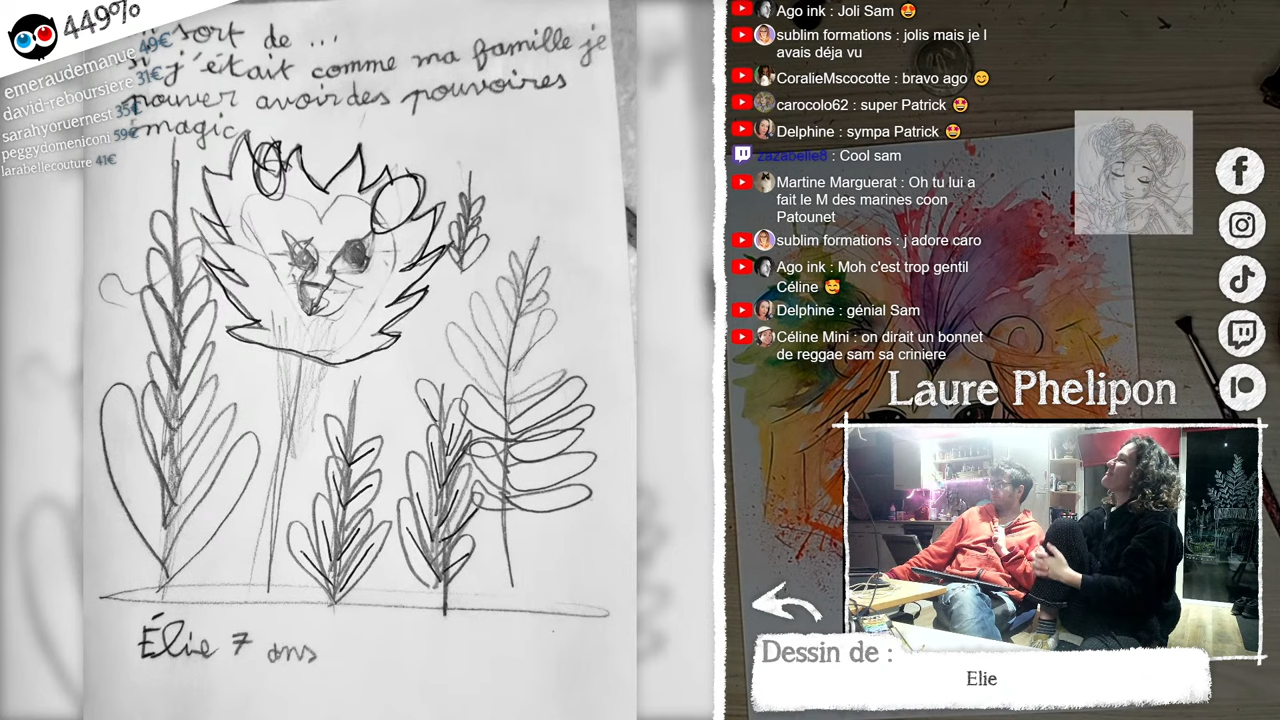 449%
emeraudemanue 49€
david-reboursiere 31€
sarahyoruernest 35€
peggydomeniconi 59€
larabellecouture 41€
sort de ...
si j'était comme ma famille je
pouver avoir des pouvoires
magic
Élie 7 ans
Ago ink : Joli Sam 😍
sublim formations : jolis mais je l
avais déja vu
CoralieMscocotte : bravo ago 😊
carocolo62 : super Patrick 🤩
Delphine : sympa Patrick 🤩
zazabelle8 : Cool sam
Martine Marguerat : Oh tu lui a
fait le M des marines coon
Patounet
sublim formations : j adore caro
Ago ink : Moh c'est trop gentil
Céline 🥰
Delphine : génial Sam
Céline Mini : on dirait un bonnet
de reggae sam sa criniere
Laure Phelipon
Dessin de :
Elie